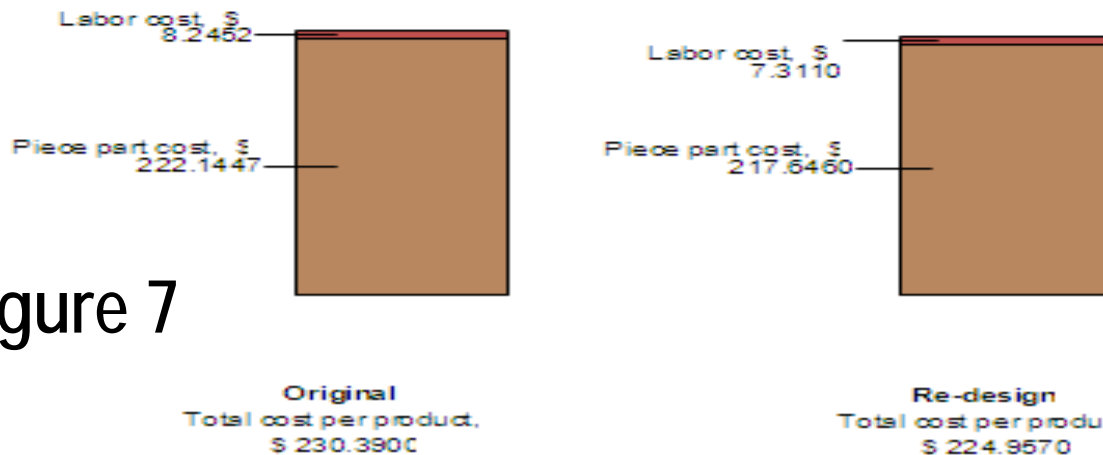 Labor cost, $
8.2452
Piece part cost, $
222.1447
Labor cost, $
7.3110
Piece part cost, $
217.6460
gure 7
Original
Total cost per product,
$ 230.3900
Re-design
Total cost per produ
$ 224.9570